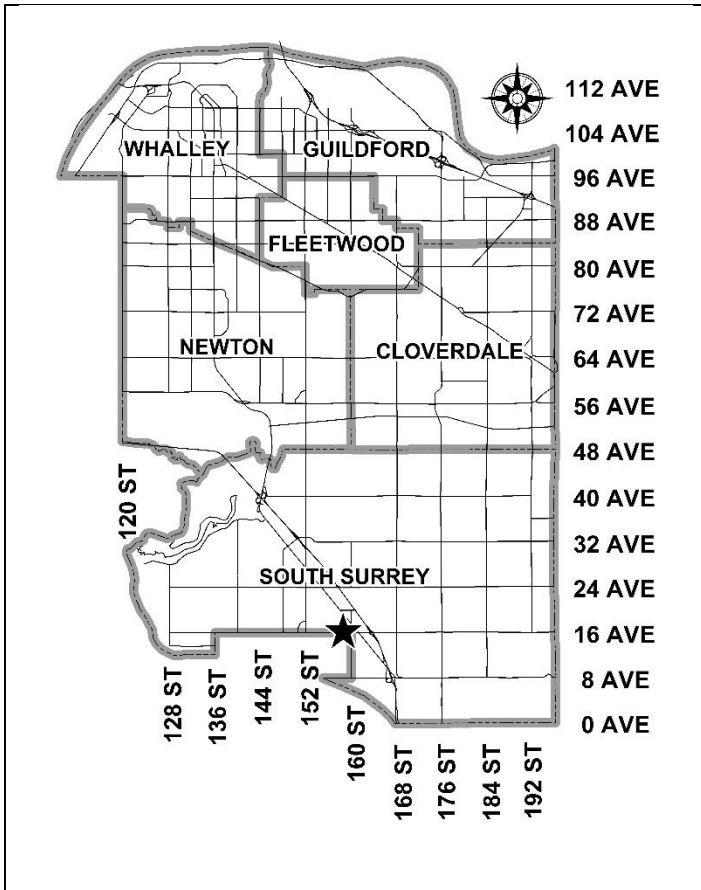 112 AVE
104 AVE
WHALLEY
GUILDFORD
96 AVE
88 AVE
FLEETWOOD
80 AVE
72 AVE
NEWTON
CLOVERDALE
64 AVE
56 AVE
48 AVE
120 ST
40 AVE
32 AVE
SOUTH SURREY
24 AVE
16 AVE
8 AVE
0 AVE
128 ST
136 ST
144 ST
152 ST
160 ST
168 ST
176 ST
184 ST
192 ST